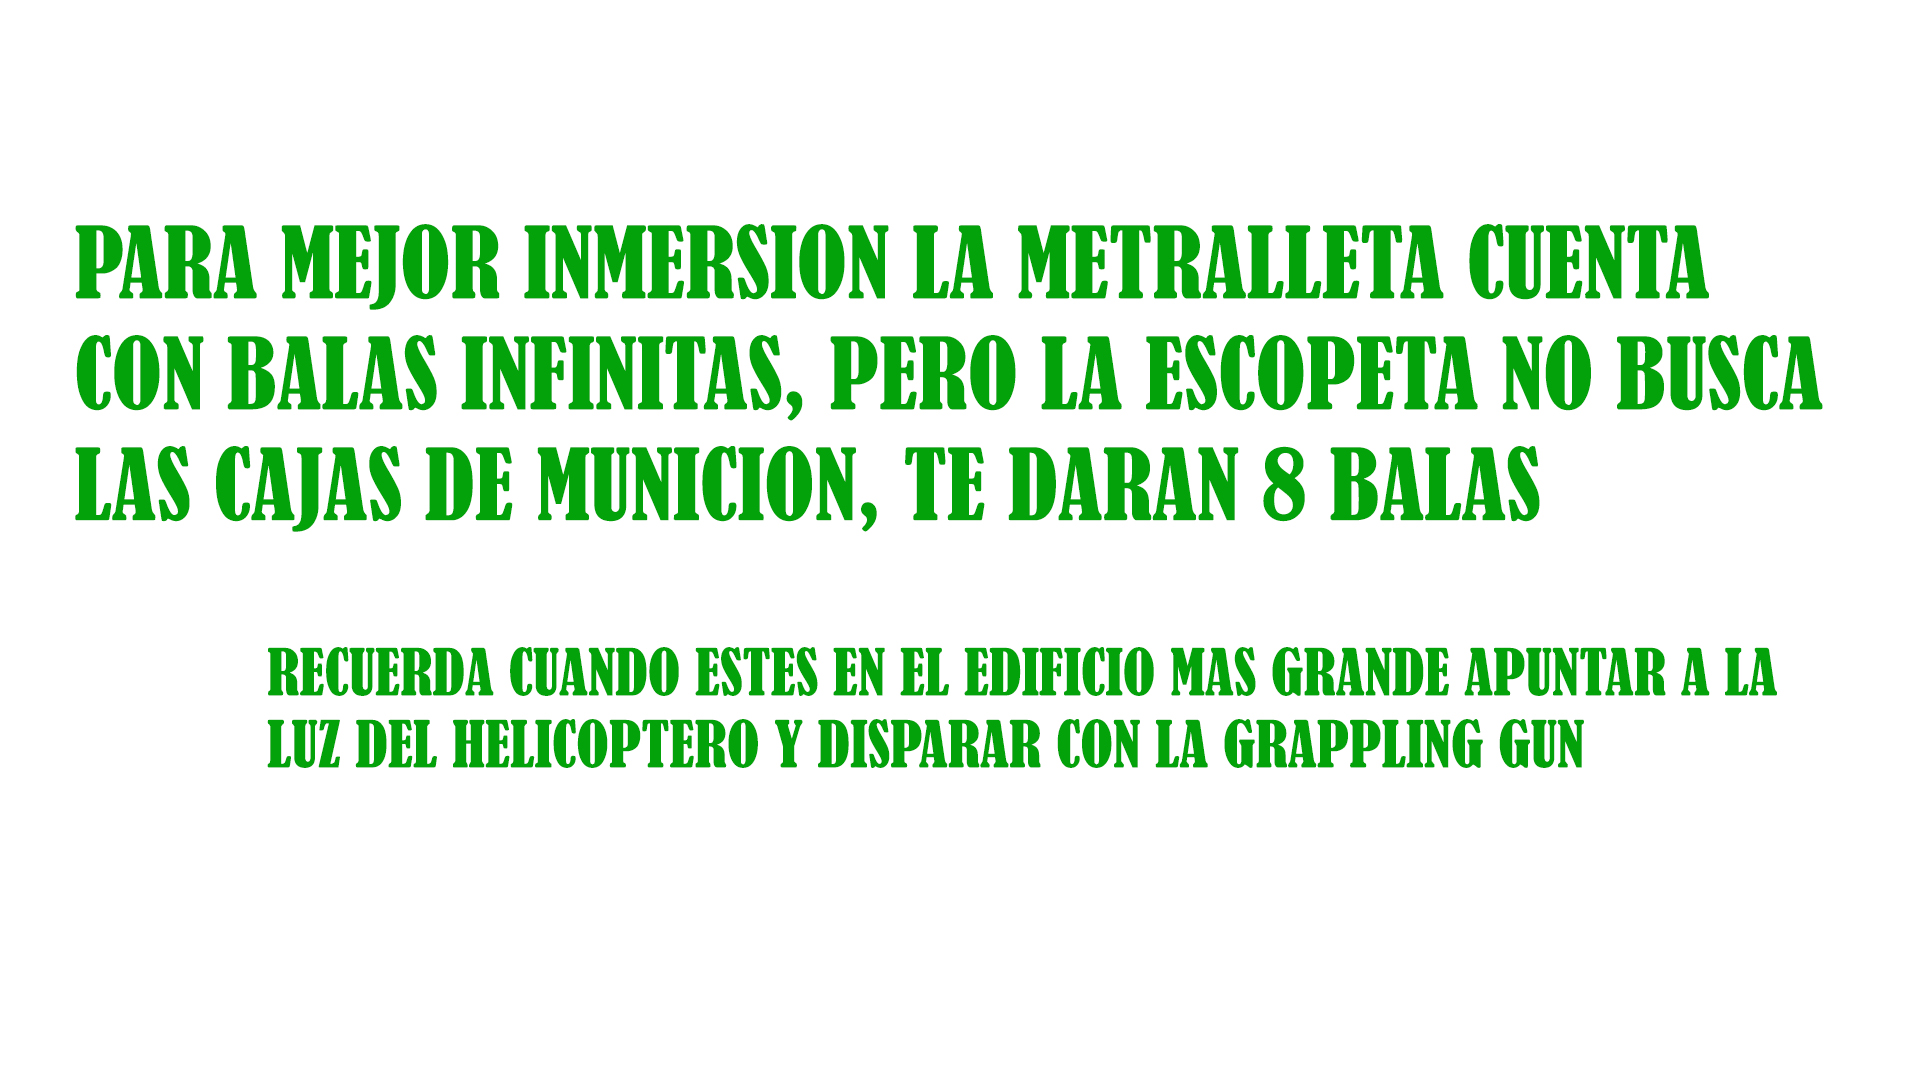 PARA MEJOR INMERSION LA METRALLETA CUENTA
CON BALAS INFINITAS, PERO LA ESCOPETA NO BUSCA
LAS CAJAS DE MUNICION, TE DARAN 8 BALAS
RECUERDA CUANDO ESTES EN EL EDIFICIO MAS GRANDE APUNTAR A LA
LUZ DEL HELICOPTERO Y DISPARAR CON LA GRAPPLING GUN